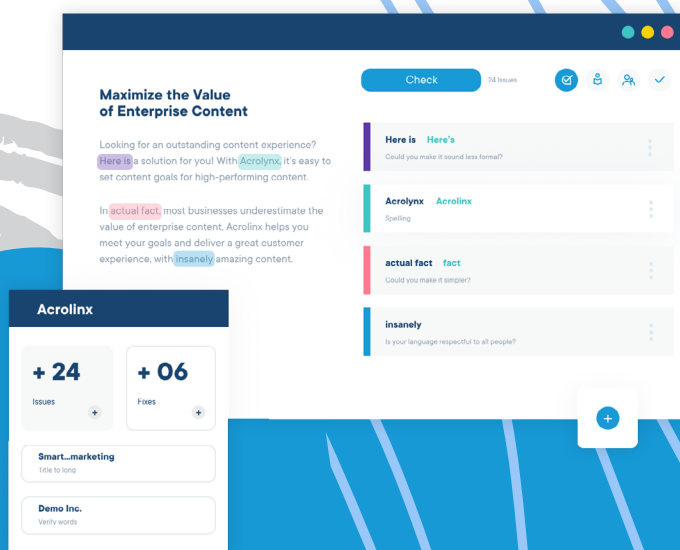 Check
24 Issues
Maximize the Value
of Enterprise Content
Looking for an outstanding content experience?
Here is a solution for you! With Acrolynx, it's easy to
set content goals for high-performing content.
In actual fact, most businesses underestimate the
value of enterprise content. Acrolinx helps you
meet your goals and deliver a great customer
experience, with insanely amazing content.
Here is Here's
Could you make it sound less formal?
Acrolynx Acrolinx
Spelling
actual fact fact
Could you make it simpler?
insanely
Is your language respectful to all people?
+
Acrolinx
+ 24
Issues
+
+ 06
Fixes
+
Smart...marketing
Title to long
Demo Inc.
Verify words